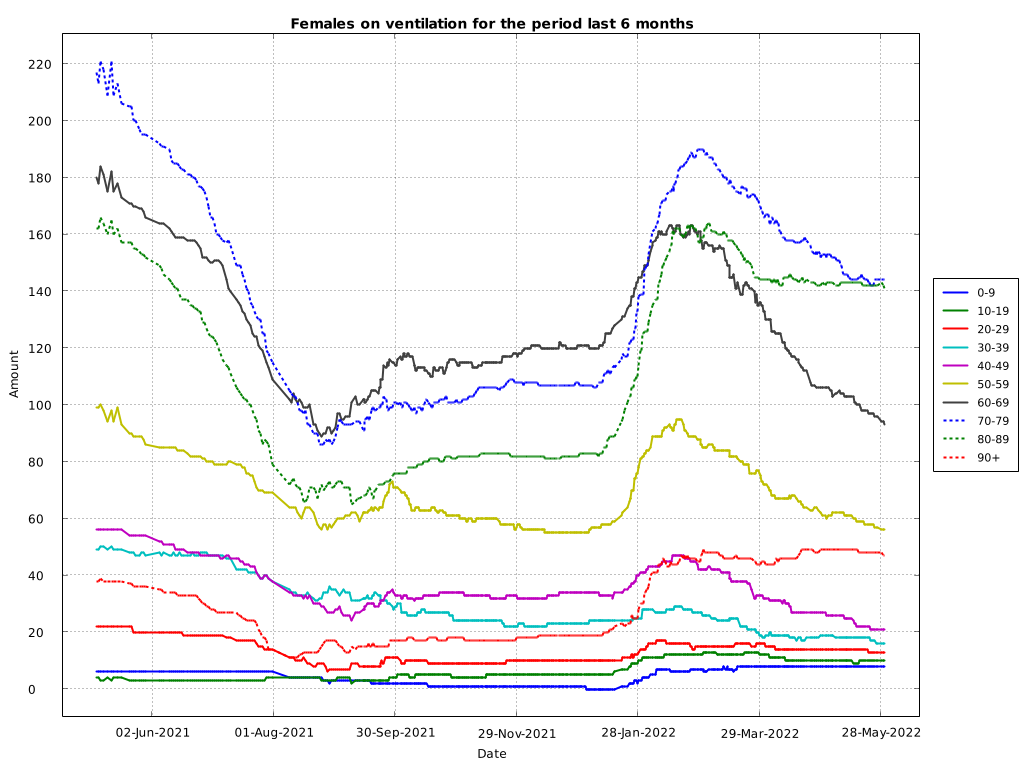 Females on ventilation for the period last 6 months
220
200
180
160
140
120
100
80
60
40
20
0
Amount
02-Jun-2021
01-Aug-2021
30-Sep-2021
29-Nov-2021
28-Jan-2022
29-Mar-2022
28-May-2022
Date
0-9
10-19
20-29
30-39
40-49
50-59
60-69
70-79
80-89
90+